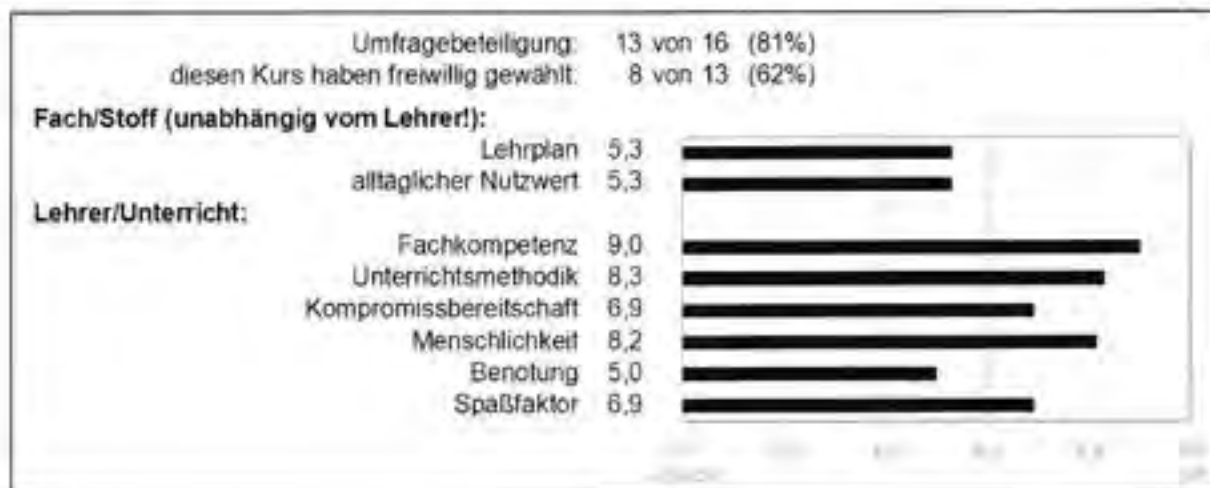 Umfragebeteiligung: 13 von 16 (81%)
diesen Kurs haben freiwillig gewählt: 8 von 13 (62%)
Fach/Stoff (unabhängig vom Lehrer!):
Lehrplan 5,3
alltäglicher Nutzwert 5,3
Lehrer/Unterricht:
Fachkompetenz 9,0
Unterrichtsmethodik 8,3
Kompromissbereitschaft 6,9
Menschlichkeit 8,2
Benotung 5,0
Spaßfaktor 6,9